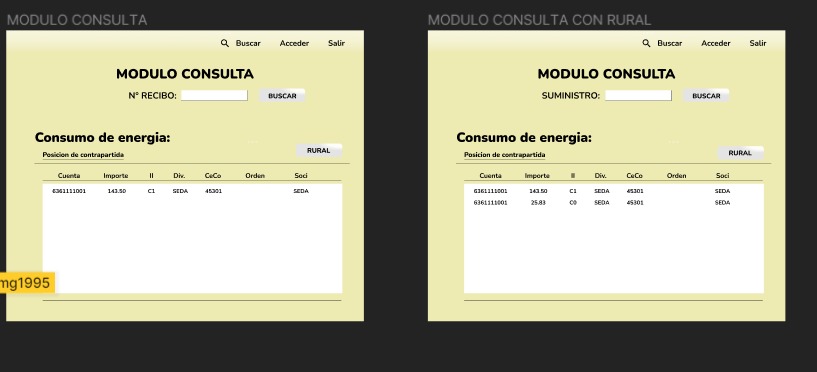 MODULO CONSULTA
Buscar Acceder Salir
MODULO CONSULTA
N° RECIBO: BUSCAR
Consumo de energia:
RURAL
Posicion de contrapartida
Cuenta Importe II Div. CeCo Orden Soci
6361111001 143.50 C1 SEDA 45301 SEDA
mg1995
MODULO CONSULTA CON RURAL
Buscar Acceder Salir
MODULO CONSULTA
SUMINISTRO: BUSCAR
Consumo de energia:
RURAL
Posicion de contrapartida
Cuenta Importe II Div. CeCo Orden Soci
6361111001 143.50 C1 SEDA 45301 SEDA
6361111001 25.83 C0 SEDA 45301 SEDA